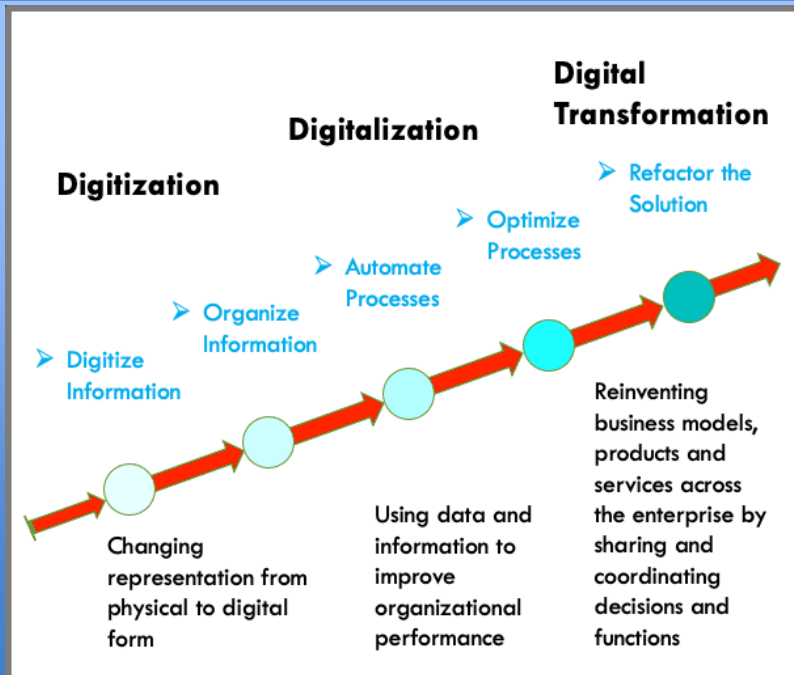 Digital
Transformation
Digitalization
Digitization
➢ Refactor the
Solution
➢ Optimize
Processes
➢ Automate
Processes
➢ Organize
Information
➢ Digitize
Information
Changing
representation from
physical to digital
form
Using data and
information to
improve
organizational
performance
Reinventing
business models,
products and
services across
the enterprise by
sharing and
coordinating
decisions and
functions